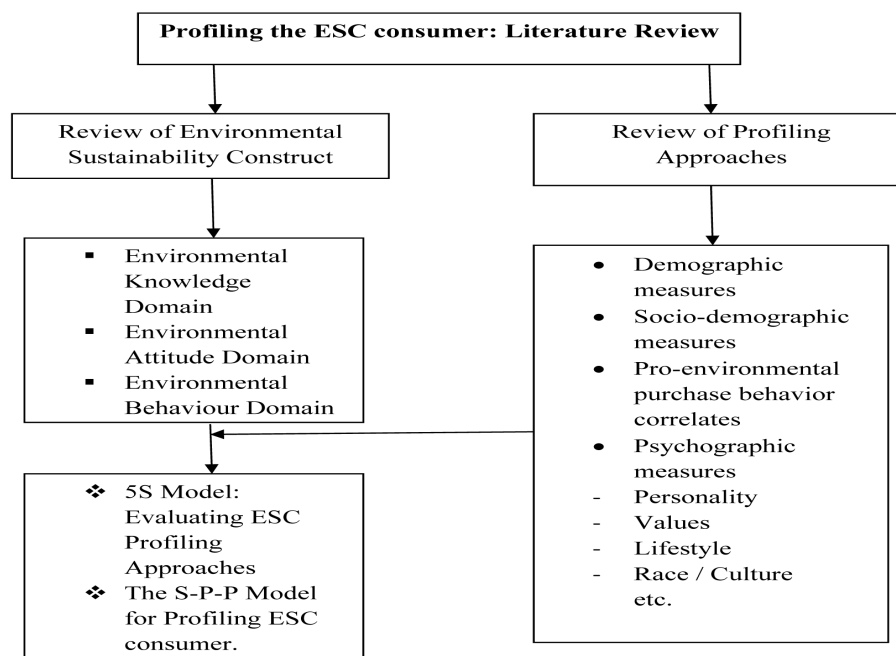 Profiling the ESC consumer: Literature Review
Review of Environmental
Sustainability Construct
Review of Profiling
Approaches
▪ Environmental
Knowledge
Domain
▪ Environmental
Attitude Domain
▪ Environmental
Behaviour Domain
● Demographic
measures
● Socio-demographic
measures
● Pro-environmental
purchase behavior
correlates
● Psychographic
measures
- Personality
- Values
- Lifestyle
- Race / Culture
etc.
❖ 5S Model:
Evaluating ESC
Profiling
Approaches
❖ The S-P-P Model
for Profiling ESC
consumer.